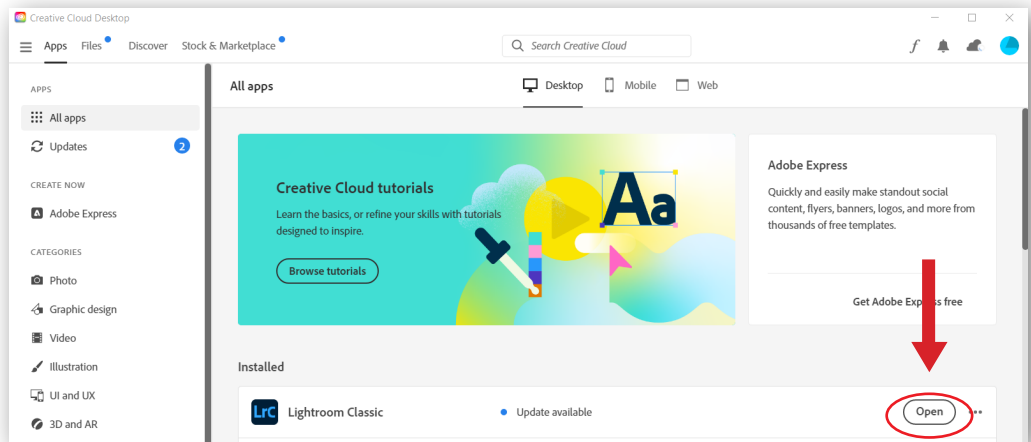 Creative Cloud Desktop
Apps Files Discover Stock & Marketplace
Search Creative Cloud
APPS
All apps
Updates 2
CREATE NOW
Adobe Express
CATEGORIES
Photo
Graphic design
Video
Illustration
UI and UX
3D and AR
All apps
Desktop Mobile Web
Creative Cloud tutorials
Learn the basics, or refine your skills with tutorials
designed to inspire.
Browse tutorials
Aa
Adobe Express
Quickly and easily make standout social
content, flyers, banners, logos, and more from
thousands of free templates.
Get Adobe Express free
Installed
LrC Lightroom Classic Update available Open